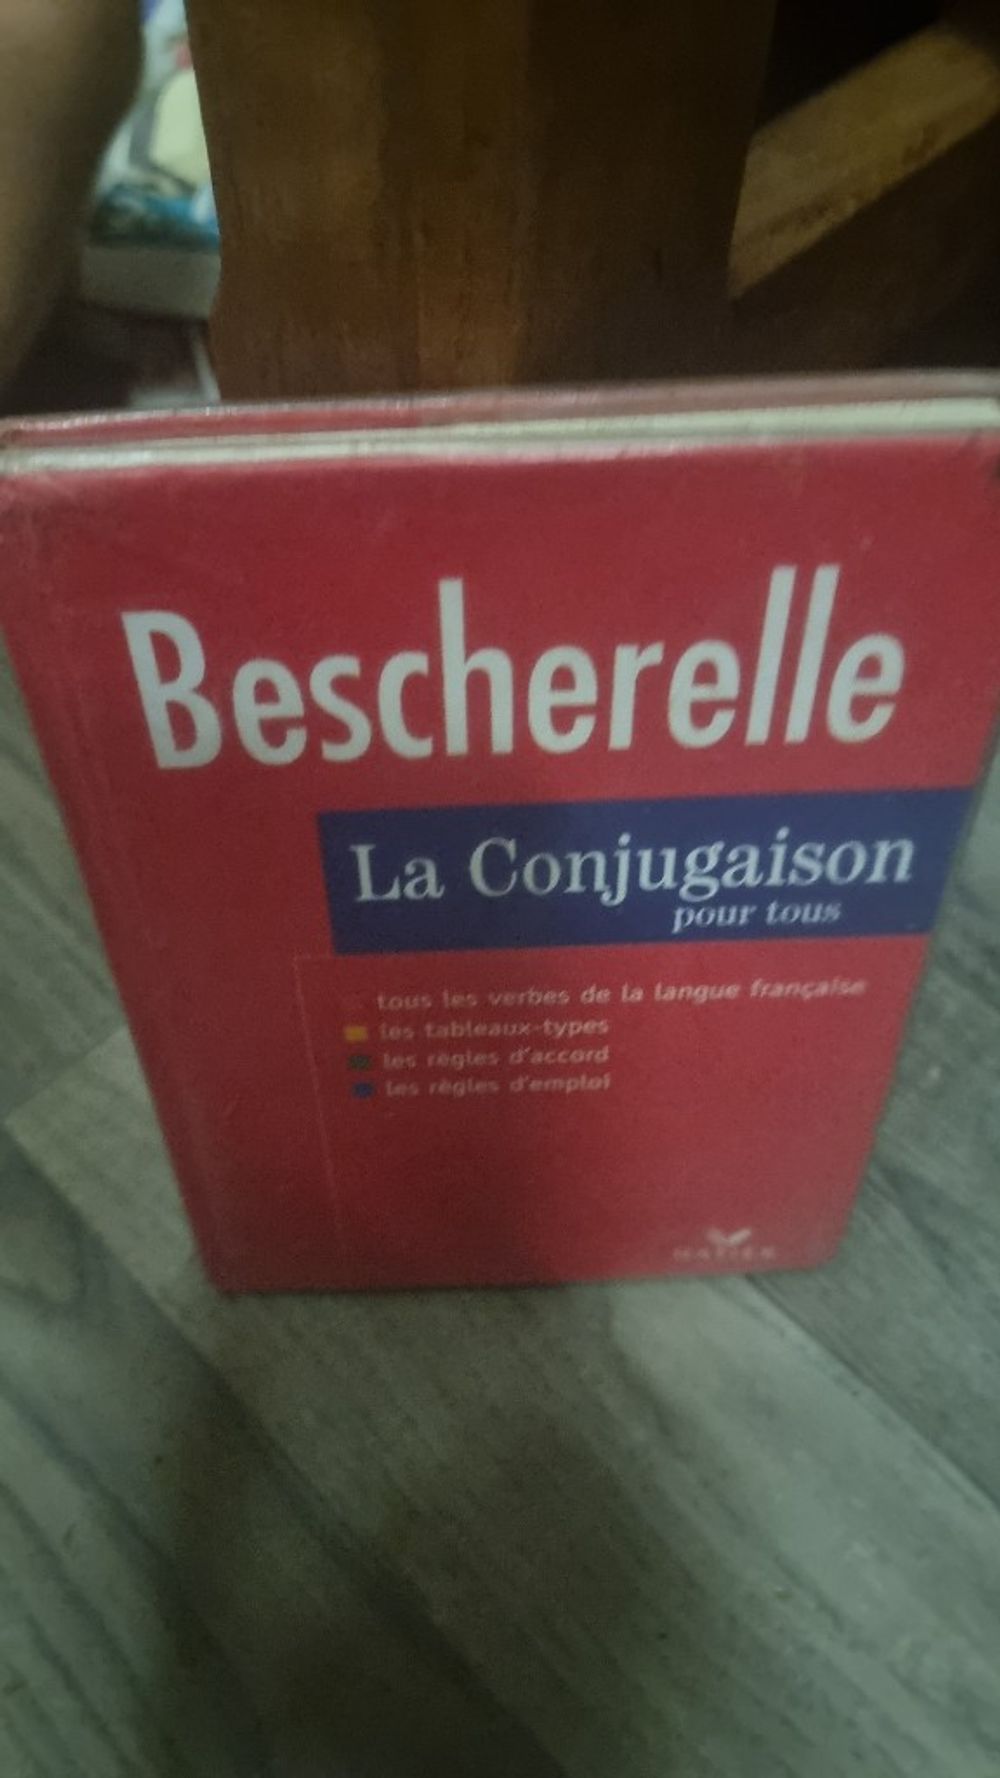 Bescherelle
La Conjugaison
pour tous
tous les verbes de la langue française
les tableaux-types
les règles d'accord
les règles d'emploi
HATIER